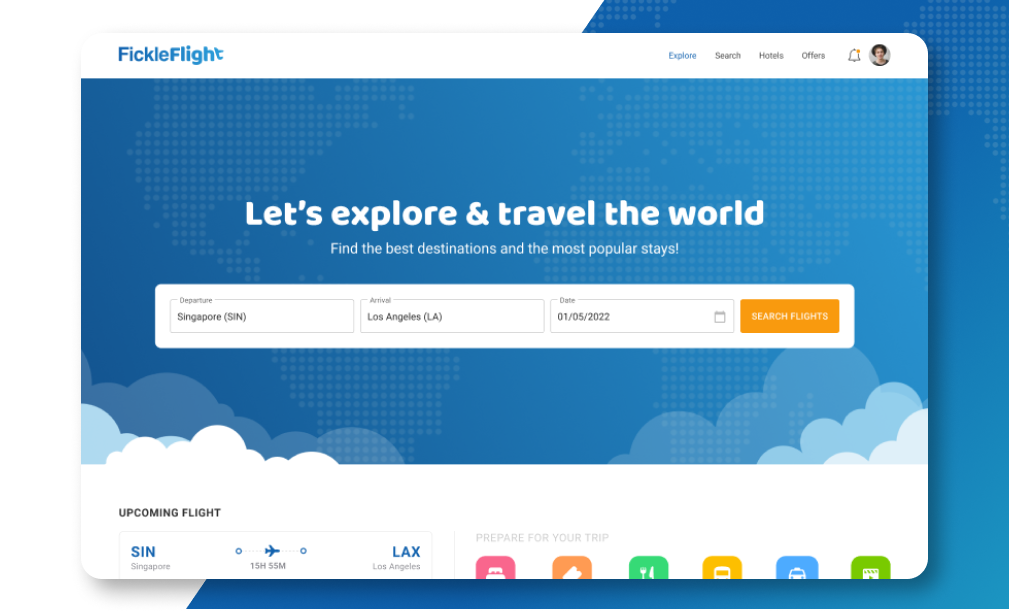 FickleFlight
Explore Search Hotels Offers
Let's explore & travel the world
Find the best destinations and the most popular stays!
Departure
Singapore (SIN)
Arrival
Los Angeles (LA)
Date
01/05/2022
SEARCH FLIGHTS
UPCOMING FLIGHT
SIN
Singapore
15H 55M
LAX
Los Angeles
PREPARE FOR YOUR TRIP